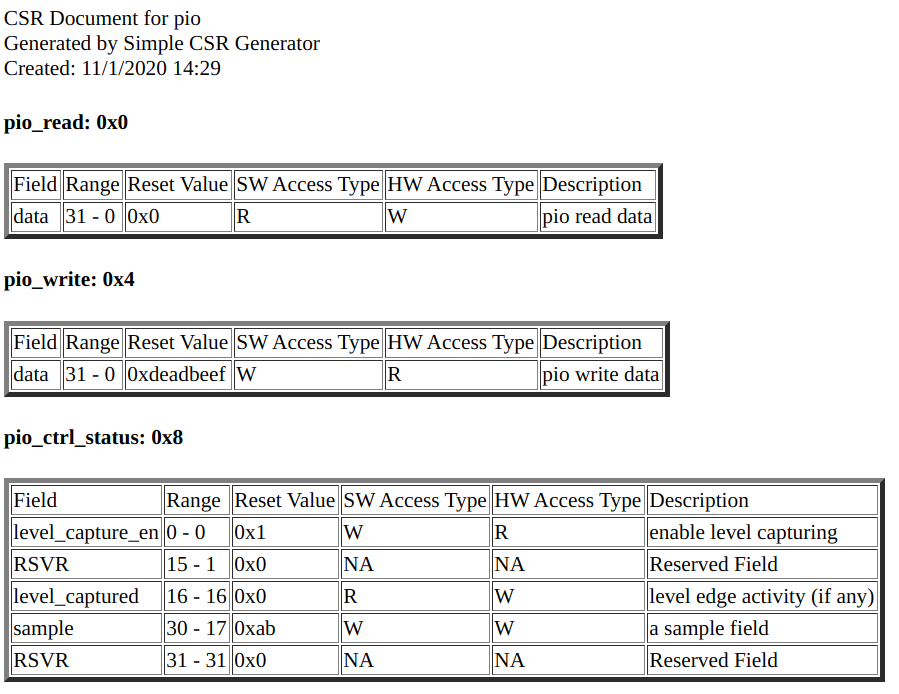 CSR Document for pio
Generated by Simple CSR Generator
Created: 11/1/2020 14:29
pio_read: 0x0
Field Range Reset Value SW Access Type HW Access Type Description
data 31 - 0 0x0 R W pio read data
pio_write: 0x4
Field Range Reset Value SW Access Type HW Access Type Description
data 31 - 0 0xdeadbeef W R pio write data
pio_ctrl_status: 0x8
Field Range Reset Value SW Access Type HW Access Type Description
level_capture_en 0 - 0 0x1 W R enable level capturing
RSVR 15 - 1 0x0 NA NA Reserved Field
level_captured 16 - 16 0x0 R W level edge activity (if any)
sample 30 - 17 0xab W W a sample field
RSVR 31 - 31 0x0 NA NA Reserved Field